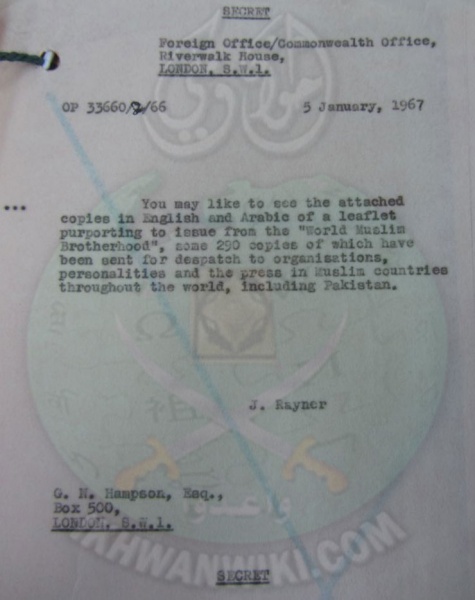 SECRET
Foreign Office/Commonwealth Office,
Riverwalk House,
LONDON, S.W.1.
OP 33660/2/66 5 January, 1967
... You may like to see the attached
copies in English and Arabic of a leaflet
purporting to issue from the "World Muslim
Brotherhood", some 290 copies of which have
been sent for despatch to organisations,
personalities and the press in Muslim countries
throughout the world, including Pakistan.
J. Rayner
G. N. Hampson, Esq.,
Box 500,
LONDON, S.W.1.
وأعدوا
IKHWANWIKI.COM
SECRET